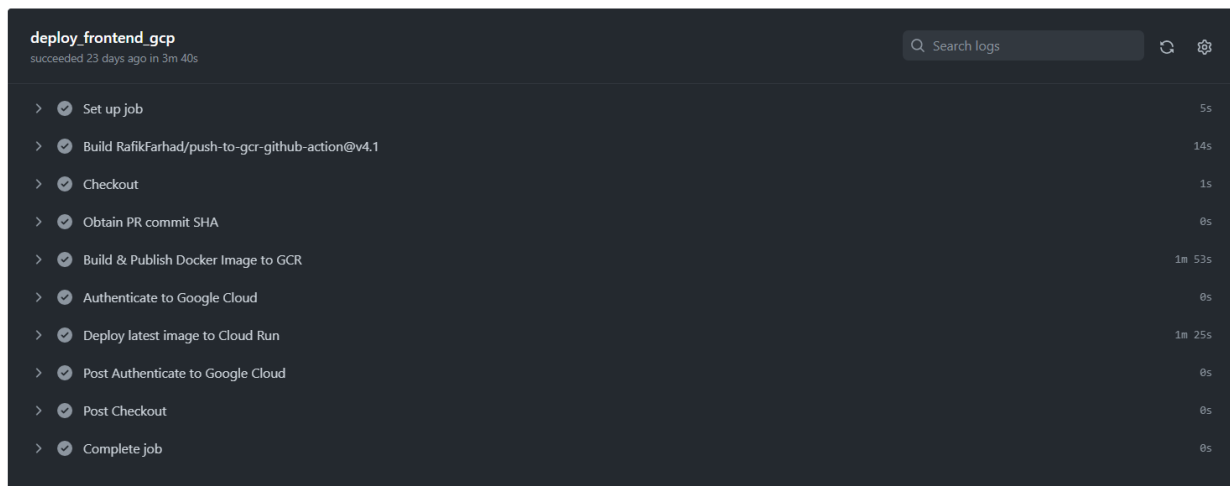 deploy_frontend_gcp
succeeded 23 days ago in 3m 40s
Search logs
Set up job 5s
Build RafikFarhad/push-to-gcr-github-action@v4.1 14s
Checkout 1s
Obtain PR commit SHA 0s
Build & Publish Docker Image to GCR 1m 53s
Authenticate to Google Cloud 0s
Deploy latest image to Cloud Run 1m 25s
Post Authenticate to Google Cloud 0s
Post Checkout 0s
Complete job 0s